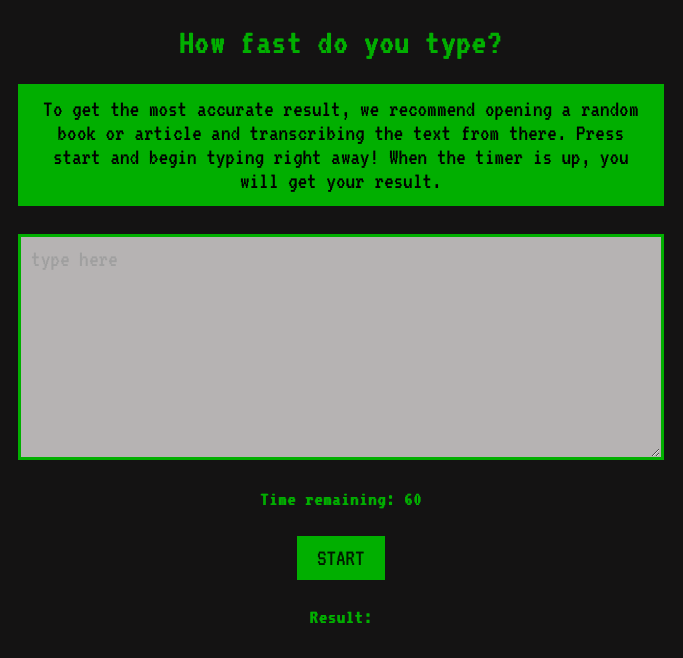 How fast do you type?
To get the most accurate result, we recommend opening a random
book or article and transcribing the text from there. Press
start and begin typing right away! When the timer is up, you
will get your result.
type here
Time remaining: 60
START
Result: